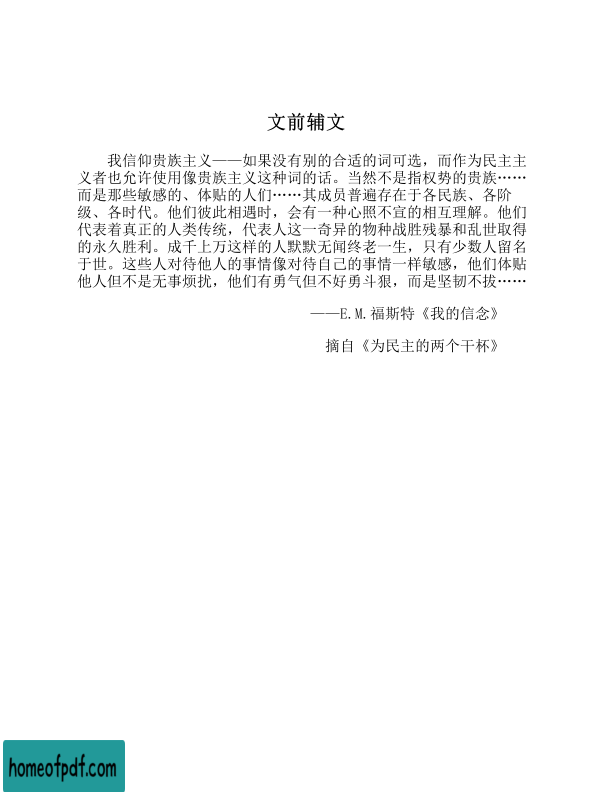 文前辅文
我信仰贵族主义——如果没有别的合适的词可选，而作为民主主
义者也允许使用像贵族主义这种词的话。当然不是指权势的贵族……
而是那些敏感的、体贴的人们……其成员普遍存在于各民族、各阶
级、各时代。他们彼此相遇时，会有一种心照不宣的相互理解。他们
代表着真正的人类传统，代表人这一奇异的物种战胜残暴和乱世取得
的永久胜利。成千上万这样的人默默无闻终老一生，只有少数人留名
于世。这些人对待他人的事情像对待自己的事情一样敏感，他们体贴
他人但不是无事烦扰，他们有勇气但不好勇斗狠，而是坚韧不拔……
——E.M.福斯特《我的信念》
摘自《为民主的两个干杯》
homeofpdf.com